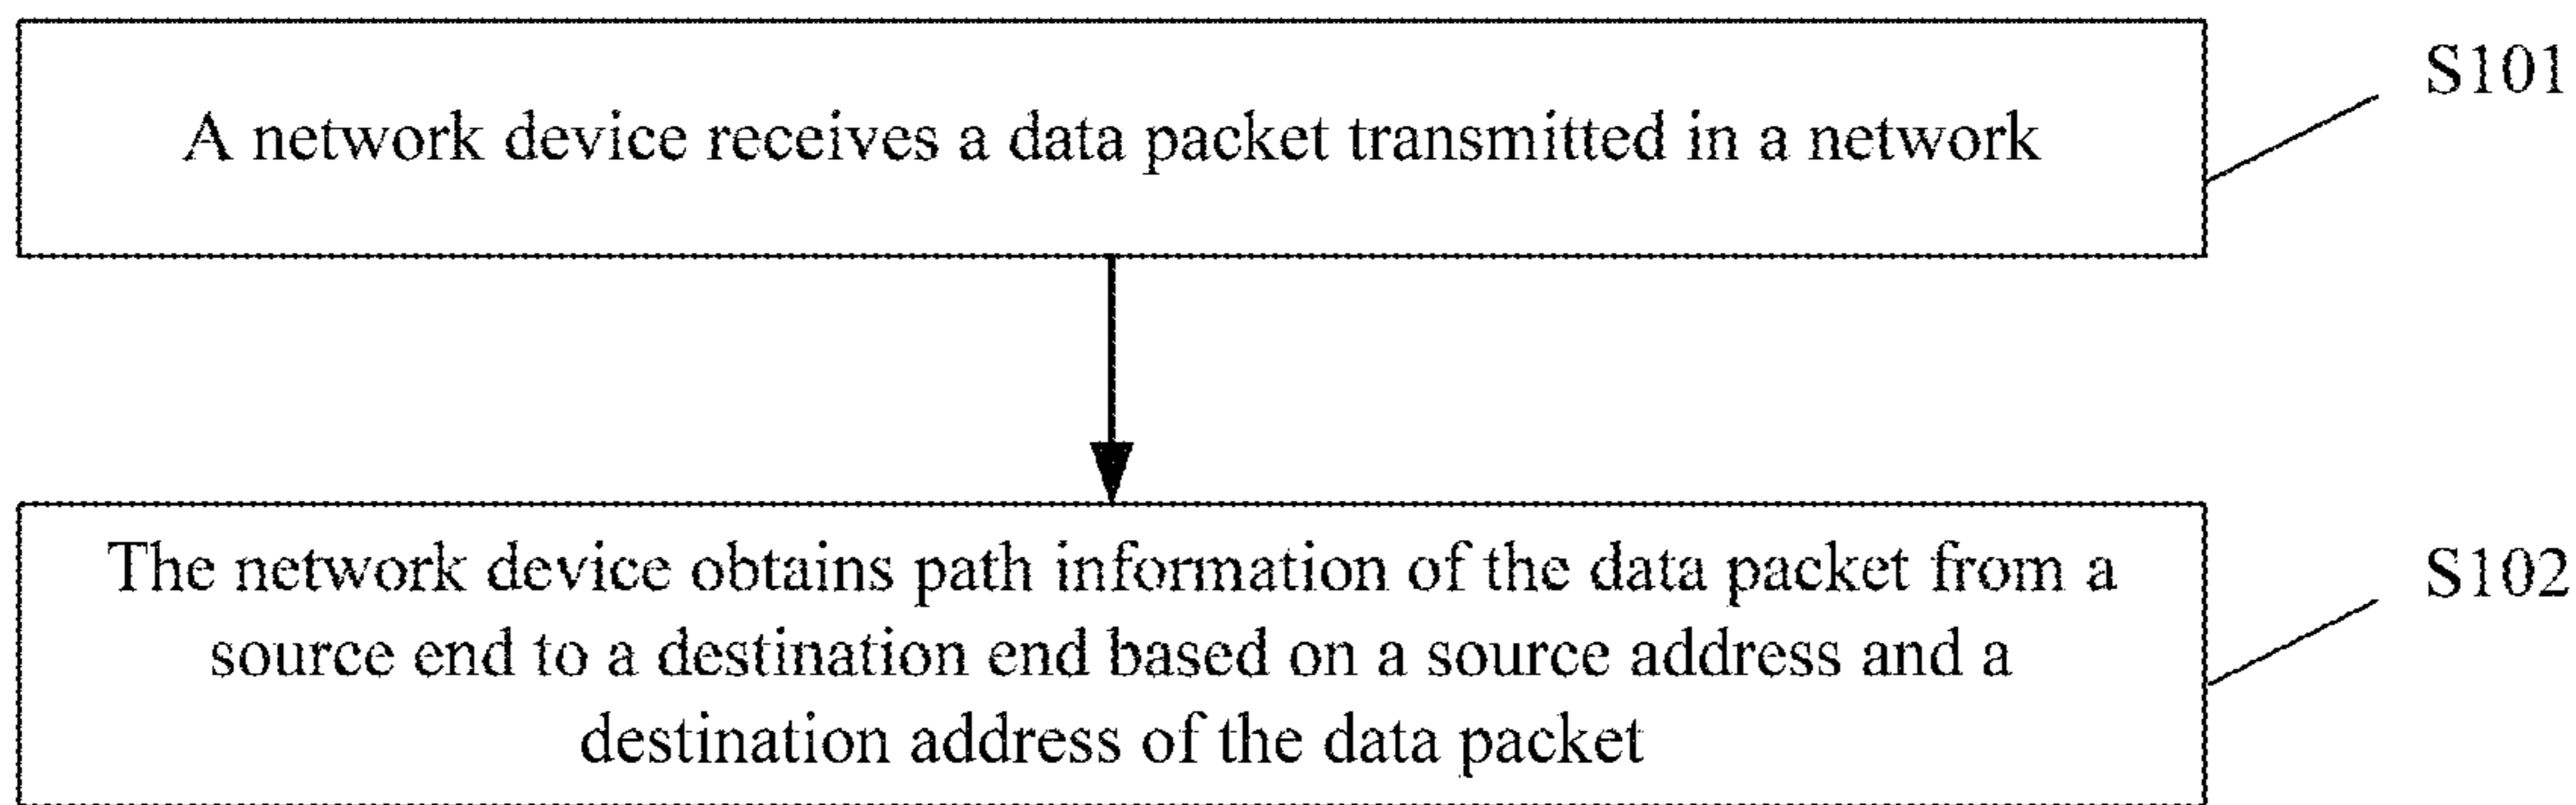 A network device receives a data packet transmitted in a network
S101
The network device obtains path information of the data packet from a
source end to a destination end based on a source address and a
destination address of the data packet
S102